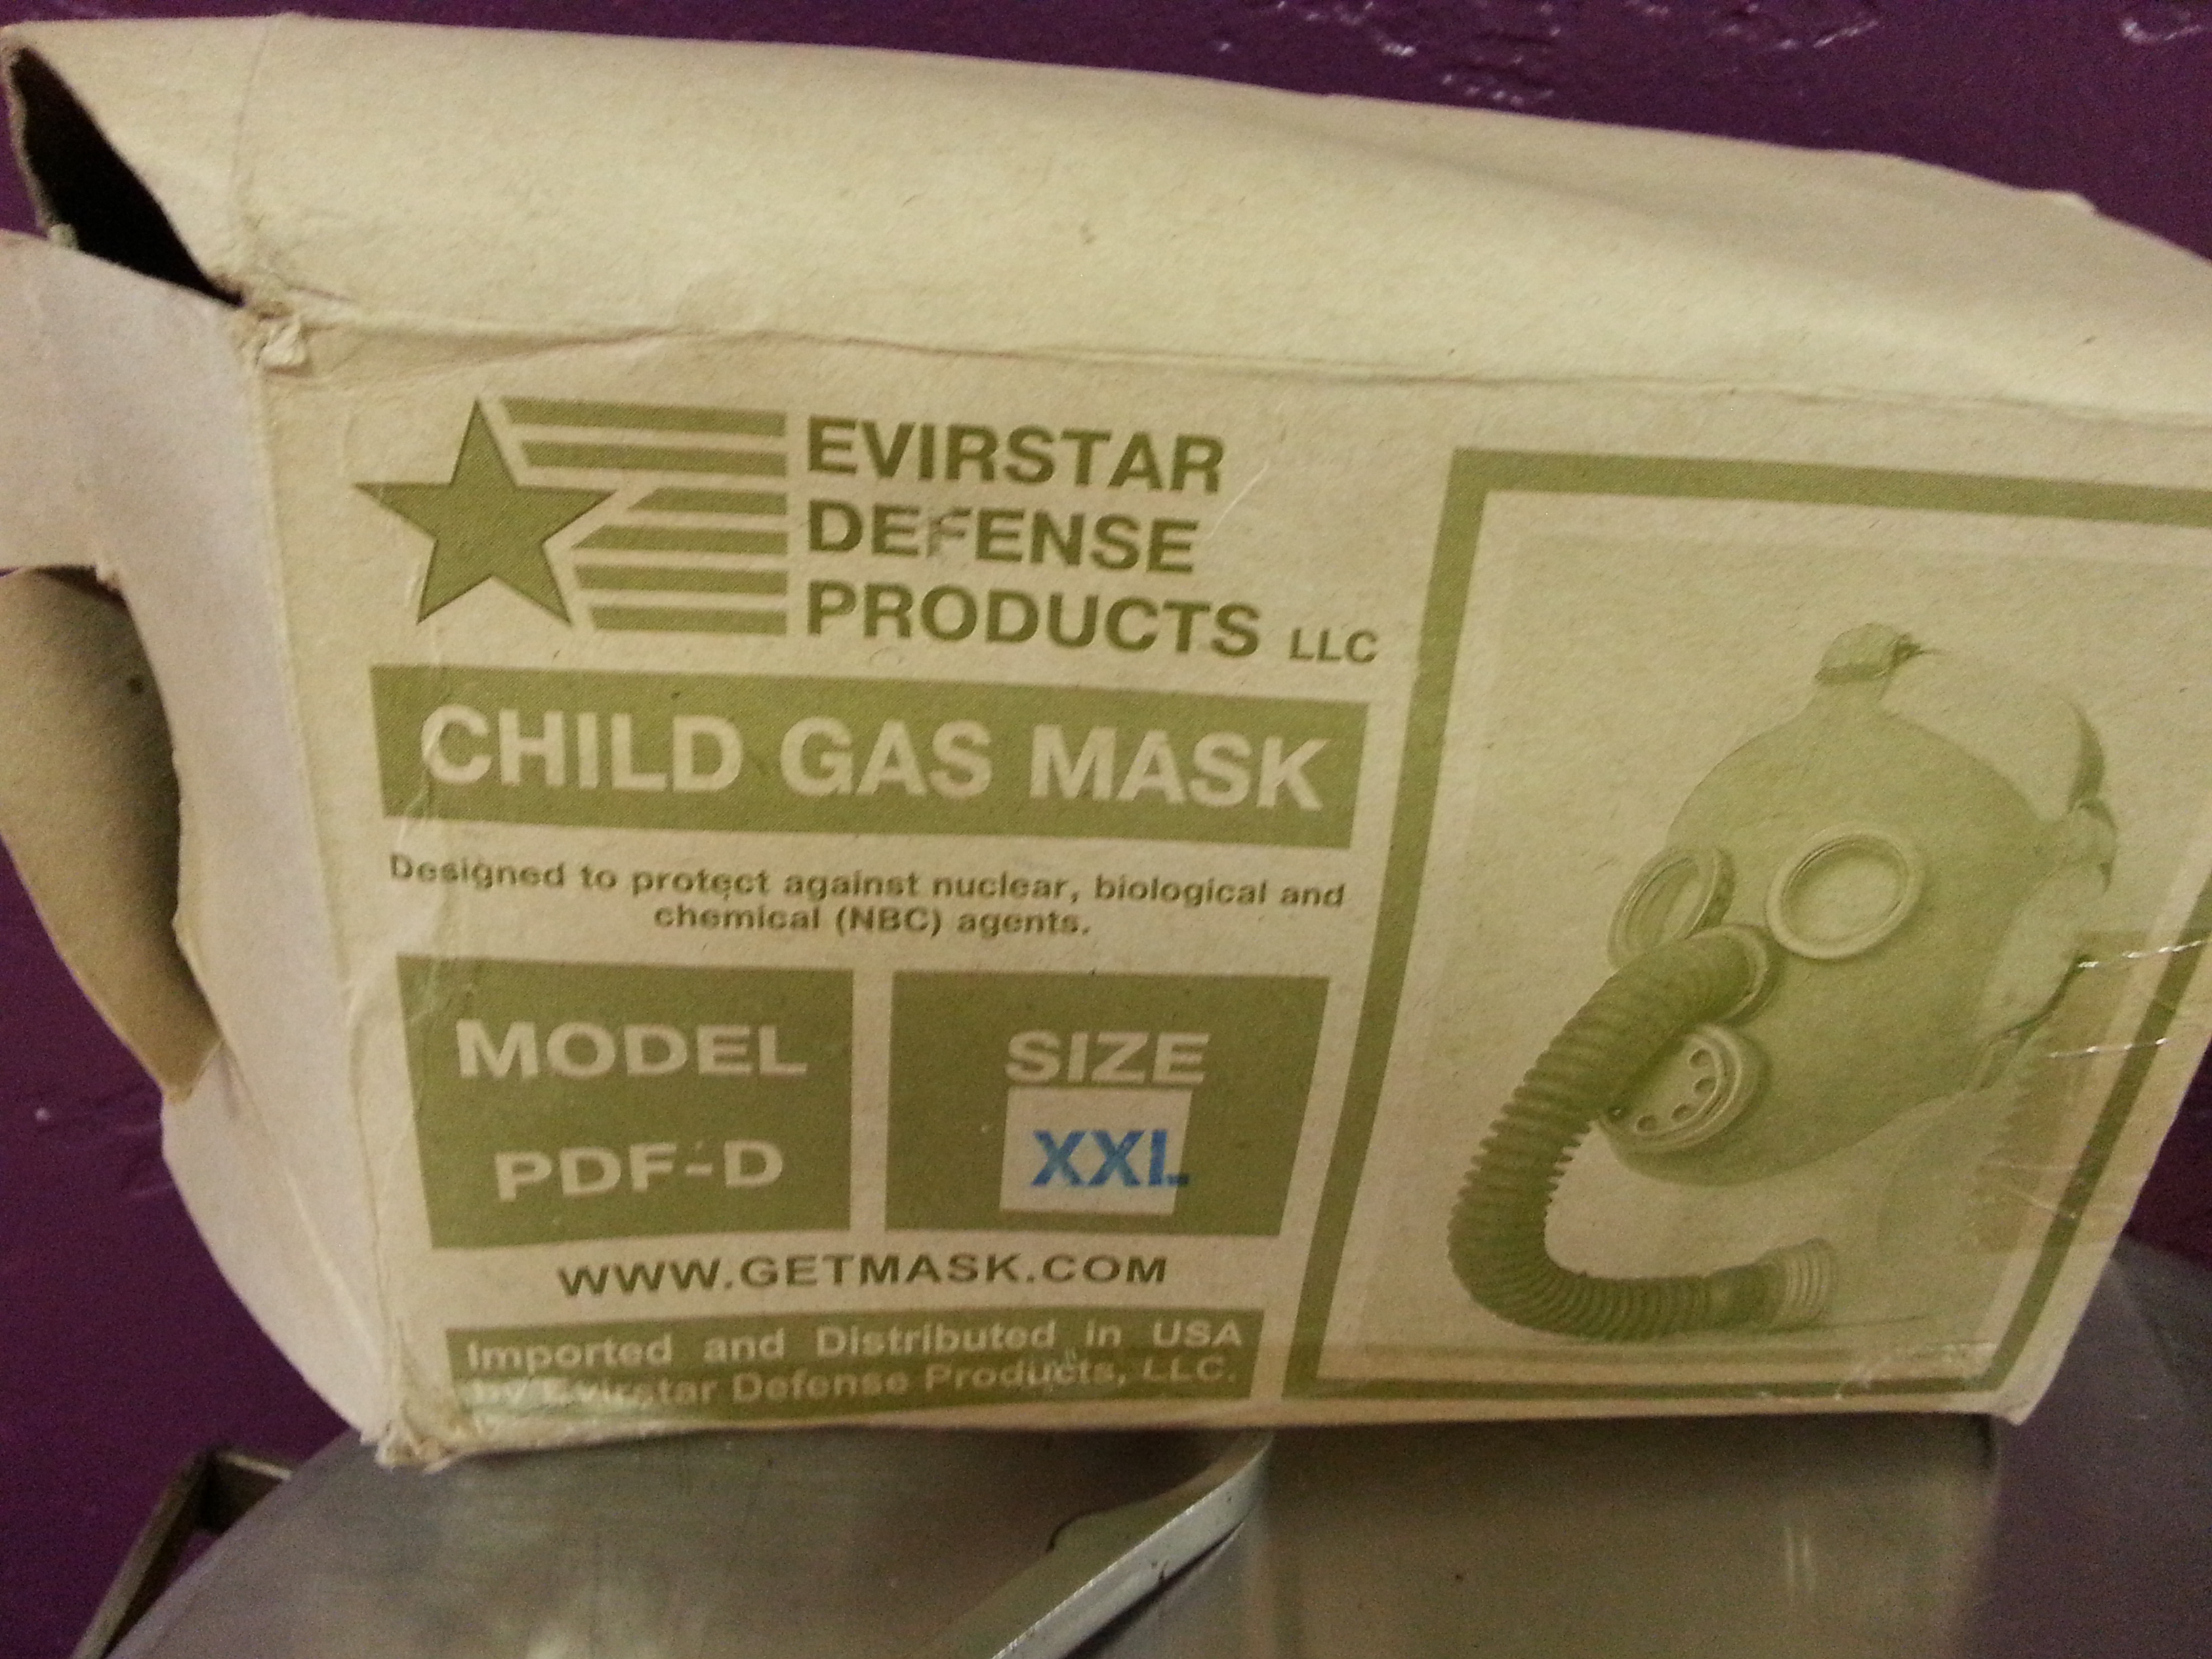 EVIRSTAR
DEFENSE
PRODUCTS LLC
CHILD GAS MASK
Designed to protect against nuclear, biological and
chemical (NBC) agents.
MODEL
PDF-D
SIZE
XXL
WWW.GETMASK.COM
Imported and Distributed in USA
by Evirstar Defense Products, LLC.